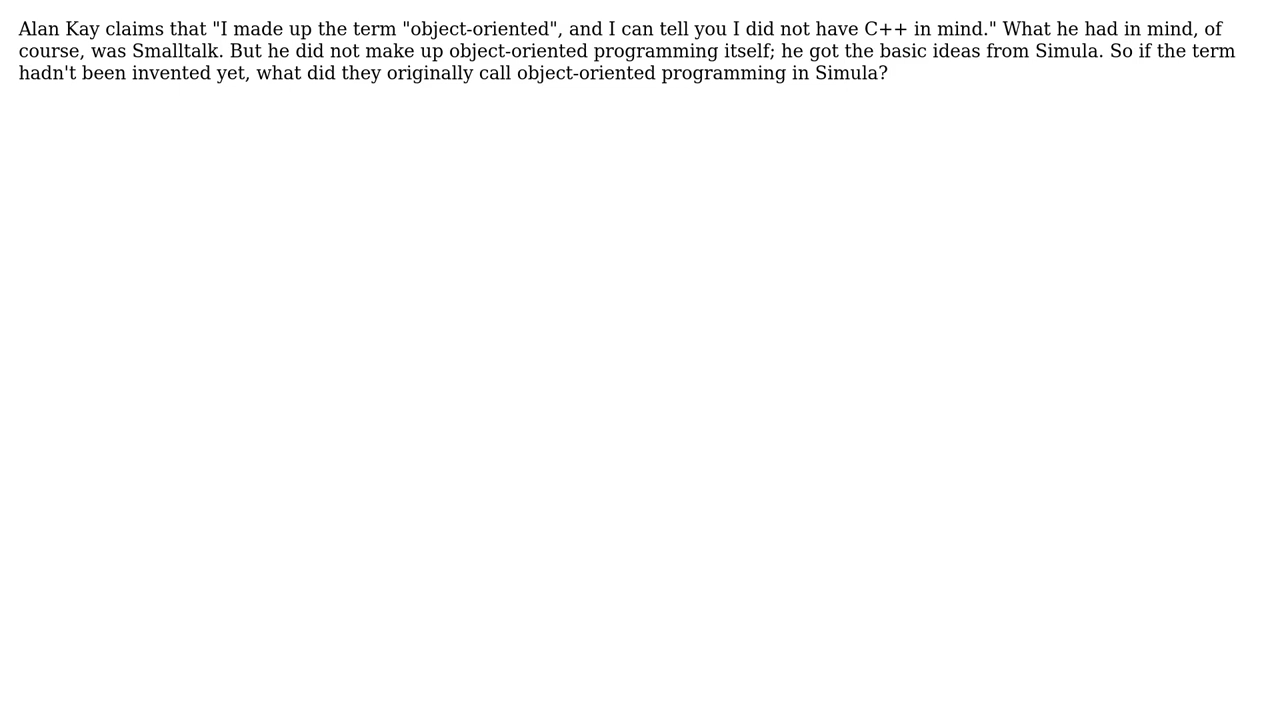 Alan Kay claims that "I made up the term "object-oriented", and I can tell you I did not have C++ in mind." What he had in mind, of
course, was Smalltalk. But he did not make up object-oriented programming itself; he got the basic ideas from Simula. So if the term
hadn't been invented yet, what did they originally call object-oriented programming in Simula?